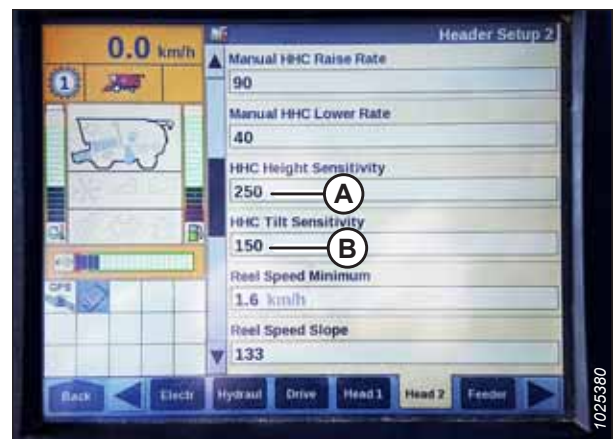 0.0 km/h
Header Setup 2
1
Manual HHC Raise Rate
90
Manual HHC Lower Rate
40
HHC Height Sensitivity
250
A
HHC Tilt Sensitivity
150
B
Reel Speed Minimum
1.6 km/h
Reel Speed Slope
133
GPS
Back
Electr
Hydraul
Drive
Head 1
Head 2
Feeder
1025380